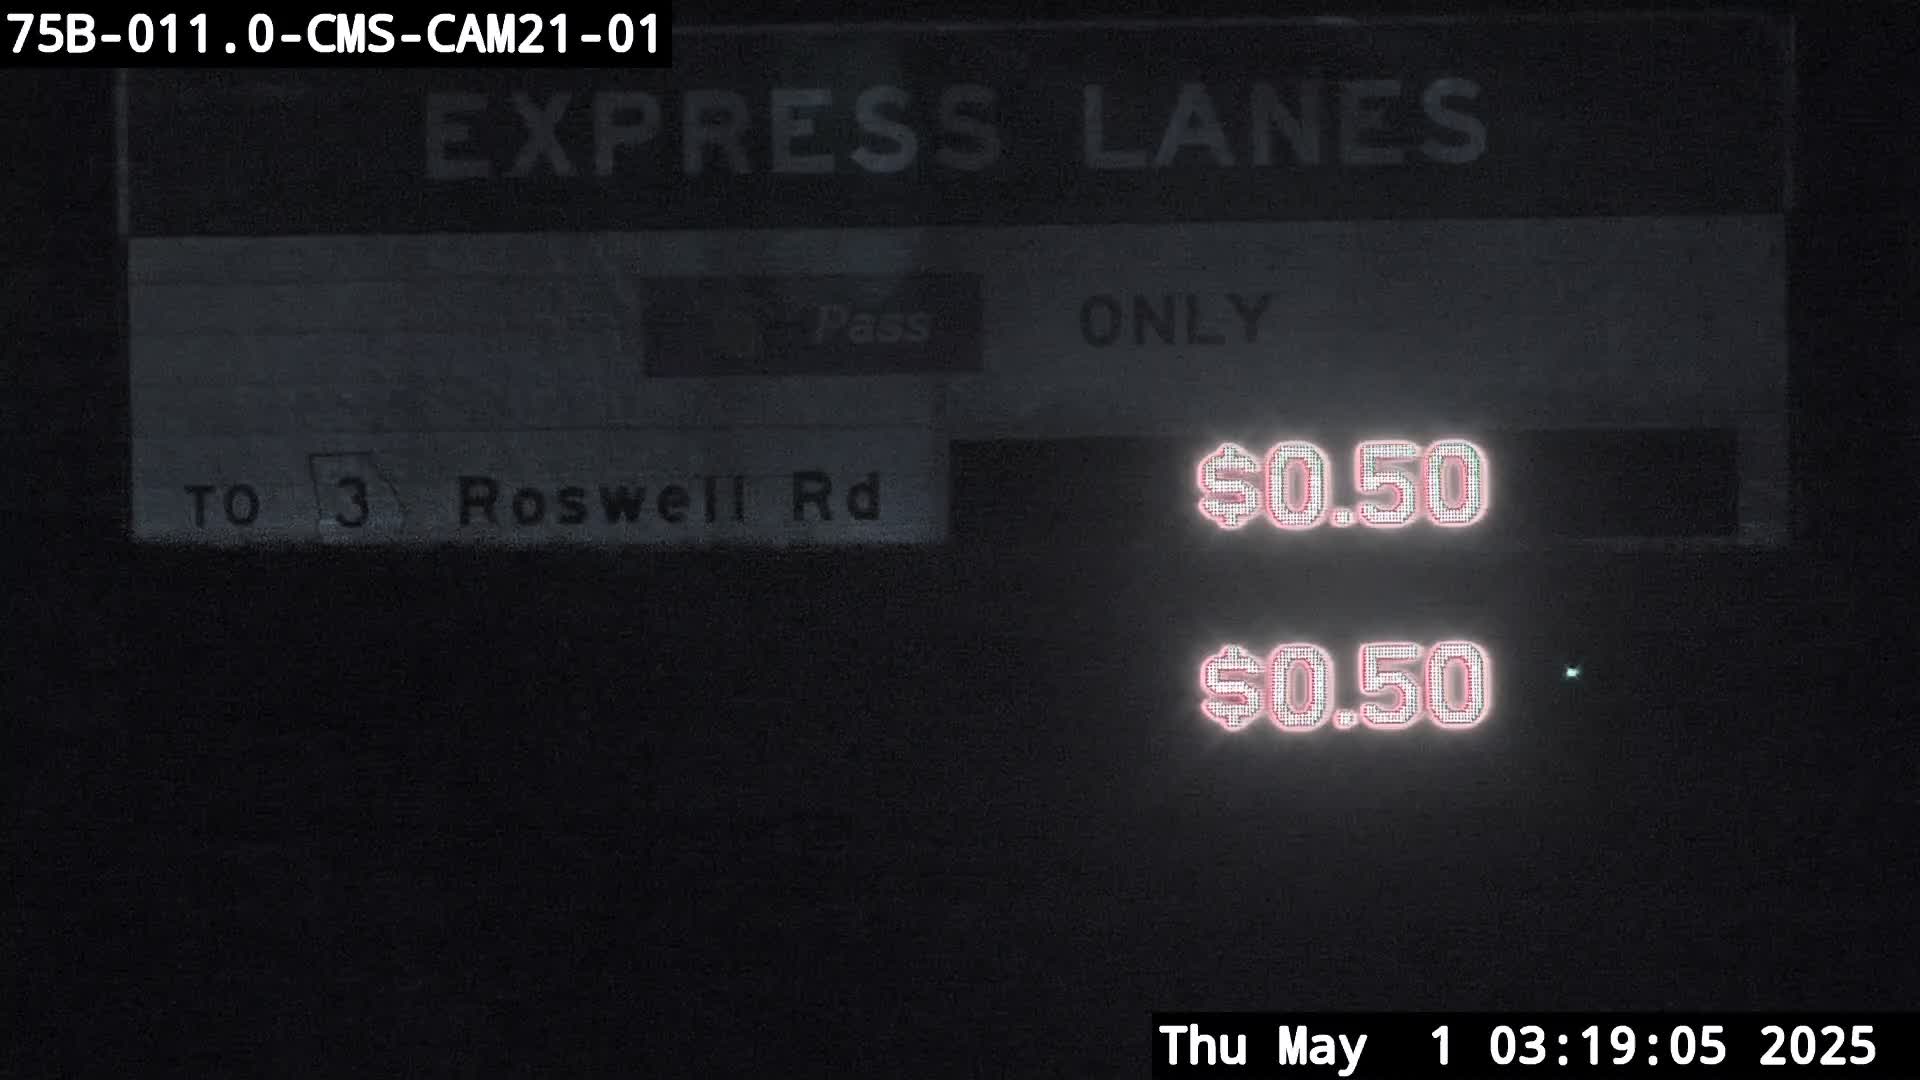 75B-011.0-CMS-CAM21-01
EXPRESS LANES
Pass ONLY
TO 3 Roswell Rd $0.50
$0.50
Thu May 1 03:19:05 2025